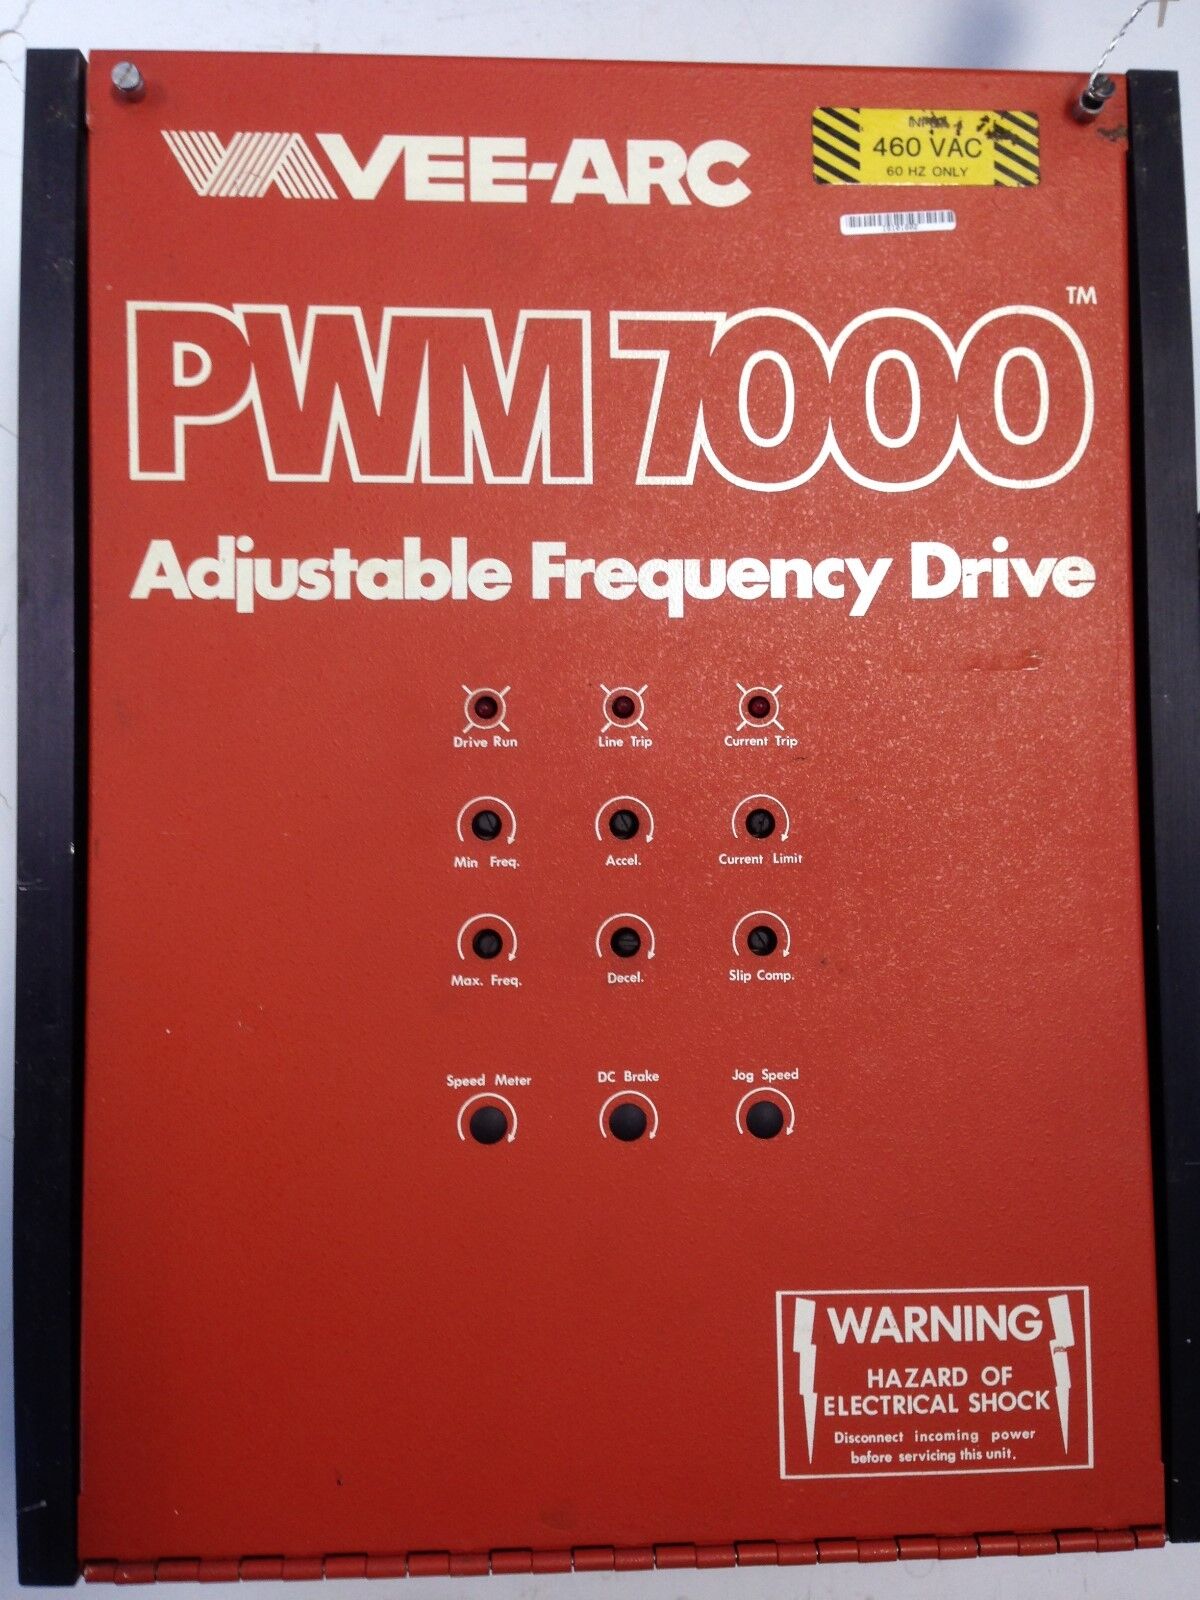 VEE-ARC
460 VAC
60 HZ ONLY
PWM 7000 ™
Adjustable Frequency Drive
Drive Run
Line Trip
Current Trip
Min Freq.
Accel.
Current Limit
Max. Freq.
Decel.
Slip Comp.
Speed Meter
DC Brake
Jog Speed
WARNING
HAZARD OF
ELECTRICAL SHOCK
Disconnect incoming power
before servicing this unit.